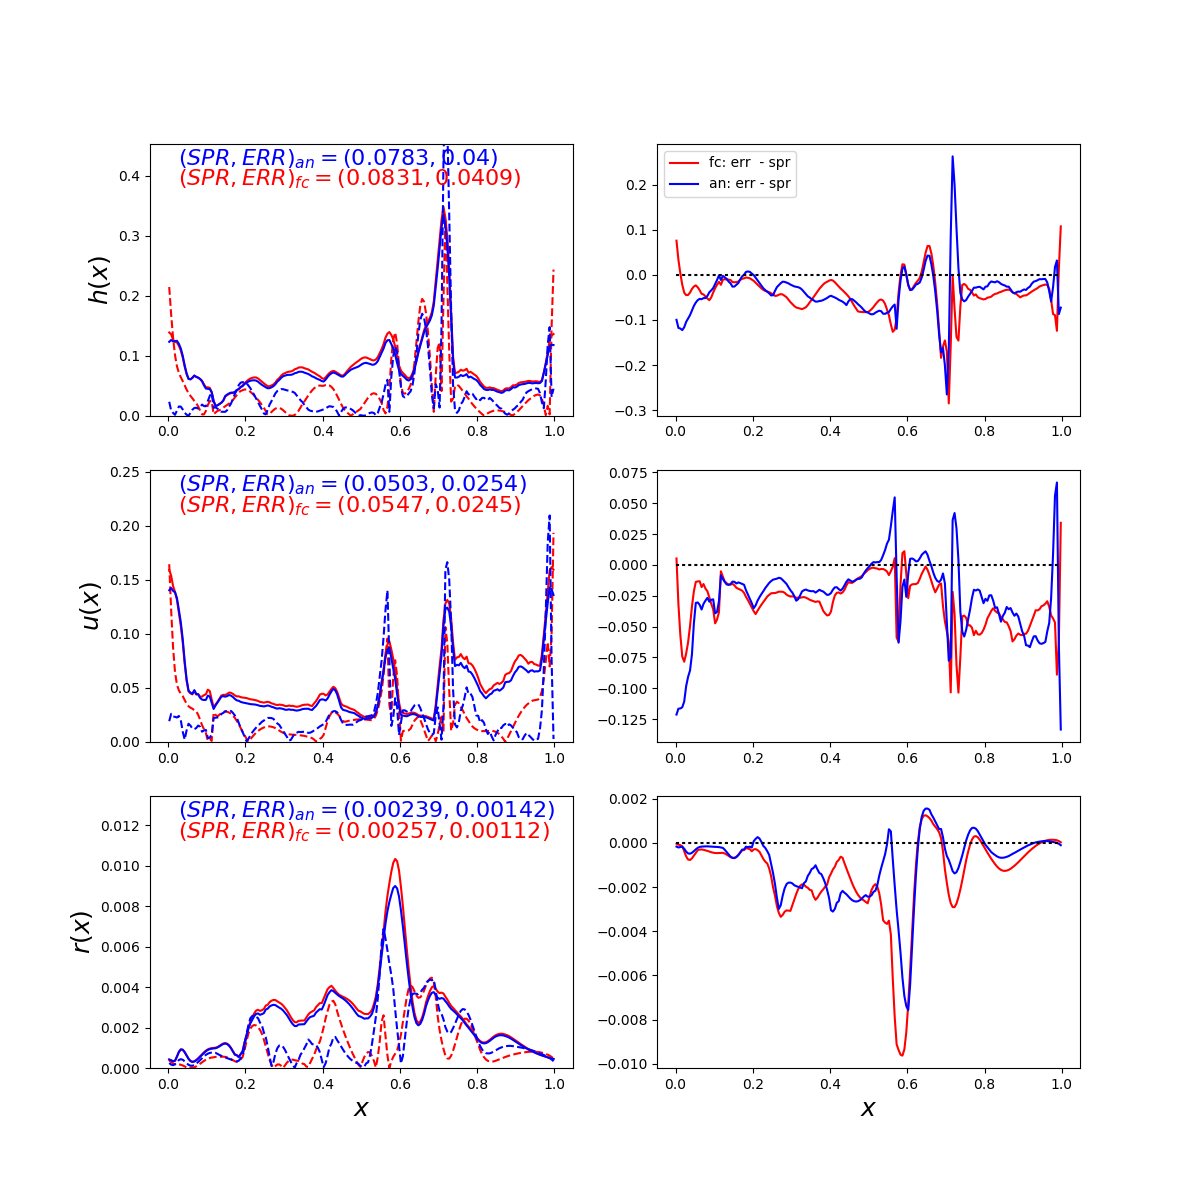 (SPR, ERR)an = (0.0783, 0.04)
(SPR, ERR)fc = (0.0831, 0.0409)
h(x)
0.4
0.3
0.2
0.1
0.0
0.0 0.2 0.4 0.6 0.8 1.0
fc: err - spr
an: err - spr
0.2
0.1
0.0
−0.1
−0.2
−0.3
0.0 0.2 0.4 0.6 0.8 1.0
(SPR, ERR)an = (0.0503, 0.0254)
(SPR, ERR)fc = (0.0547, 0.0245)
u(x)
0.25
0.20
0.15
0.10
0.05
0.00
0.0 0.2 0.4 0.6 0.8 1.0
0.075
0.050
0.025
0.000
−0.025
−0.050
−0.075
−0.100
−0.125
0.0 0.2 0.4 0.6 0.8 1.0
(SPR, ERR)an = (0.00239, 0.00142)
(SPR, ERR)fc = (0.00257, 0.00112)
r(x)
0.012
0.010
0.008
0.006
0.004
0.002
0.000
0.0 0.2 0.4 0.6 0.8 1.0
x
0.002
0.000
−0.002
−0.004
−0.006
−0.008
−0.010
0.0 0.2 0.4 0.6 0.8 1.0
x